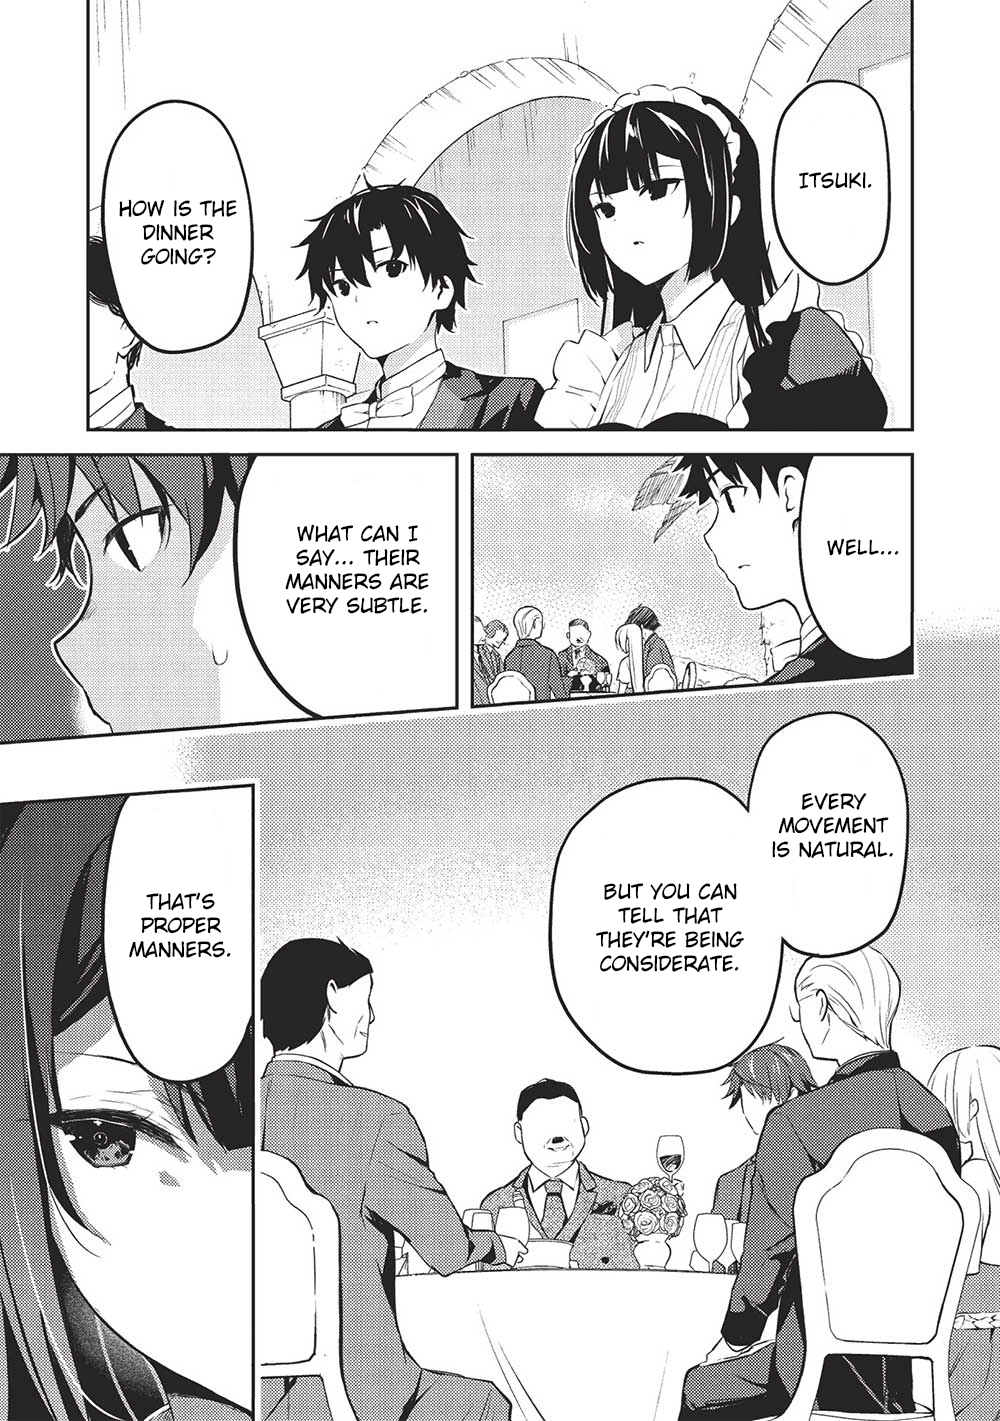 ITSUKI.
HOW IS THE
DINNER
GOING?
WELL...
WHAT CAN I
SAY... THEIR
MANNERS ARE
VERY SUBTLE.
EVERY
MOVEMENT
IS NATURAL.
BUT YOU CAN
TELL THAT
THEY'RE BEING
CONSIDERATE.
THAT'S
PROPER
MANNERS.